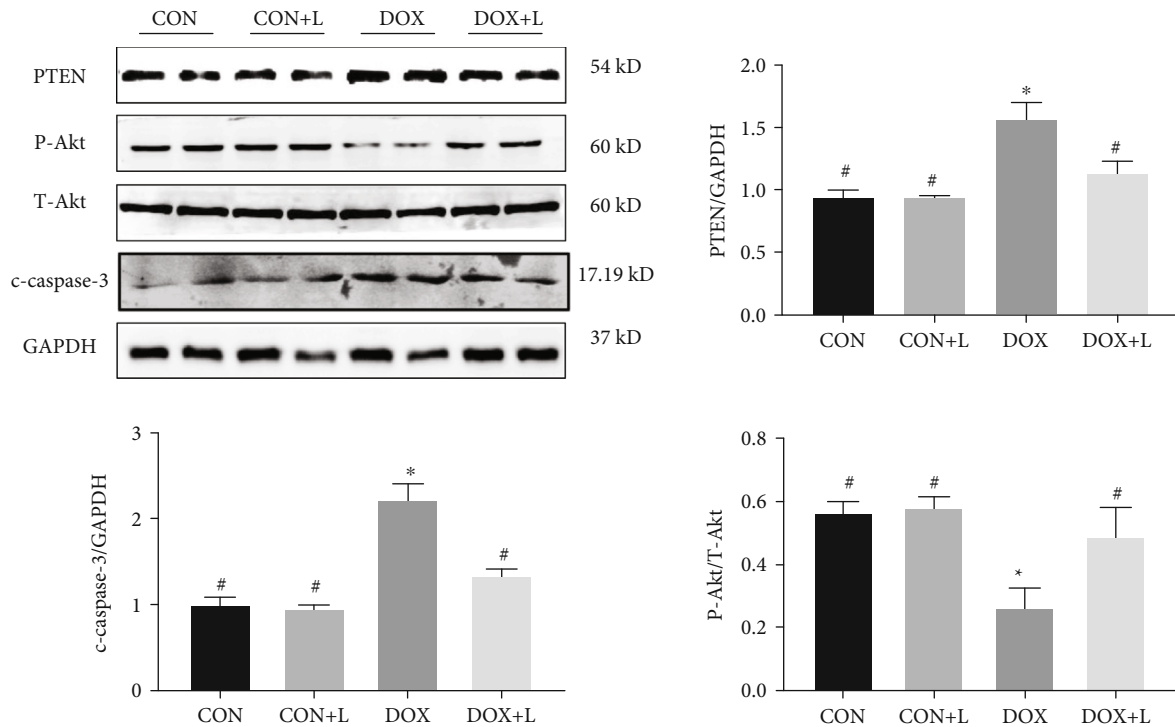 CON CON+L DOX DOX+L
PTEN 54 kD
P-Akt 60 kD
T-Akt 60 kD
c-caspase-3 17.19 kD
GAPDH 37 kD
PTEN/GAPDH
2.0
1.5
1.0
0.5
0.0
# # * #
CON CON+L DOX DOX+L
c-caspase-3/GAPDH
3
2
1
0
# # * #
CON CON+L DOX DOX+L
P-Akt/T-Akt
0.8
0.6
0.4
0.2
0.0
# # * #
CON CON+L DOX DOX+L